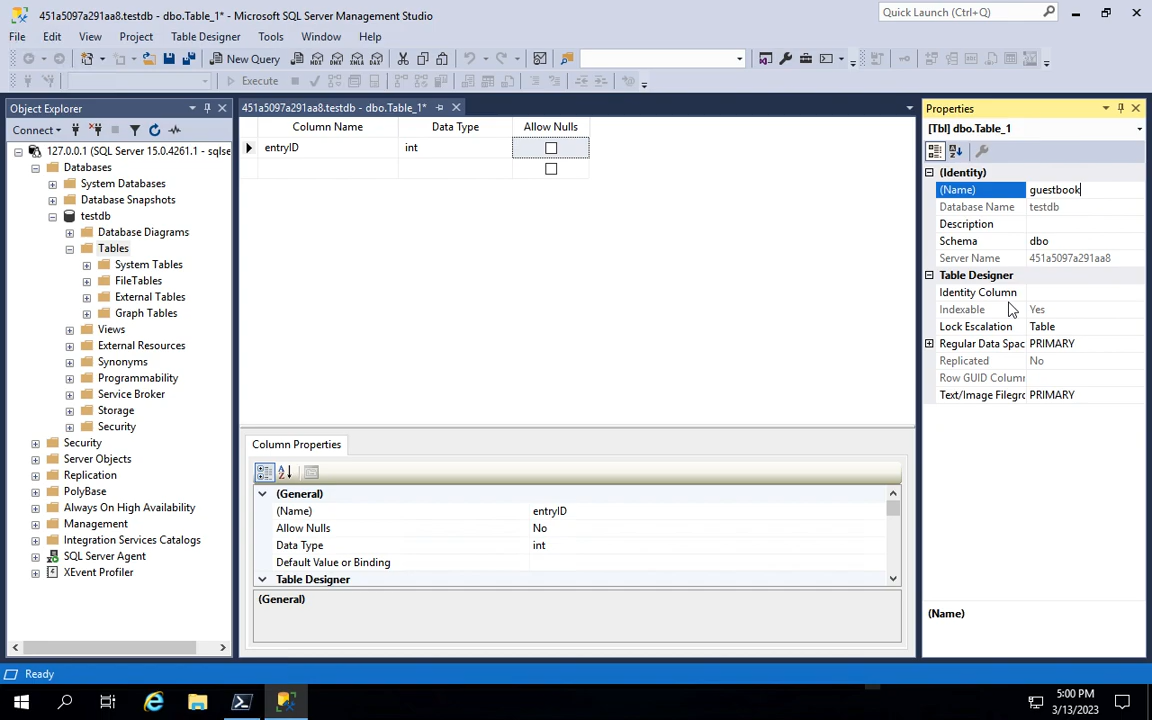 451a5097a291aa8.testdb - dbo.Table_1* - Microsoft SQL Server Management Studio
Quick Launch (Ctrl+Q)
File Edit View Project Table Designer Tools Window Help
New Query
Execute
Object Explorer
451a5097a291aa8.testdb - dbo.Table_1*
Properties
Connect
[Tbl] dbo.Table_1
127.0.0.1 (SQL Server 15.0.4261.1 - sqlse
Databases
System Databases
Database Snapshots
testdb
Database Diagrams
Tables
System Tables
FileTables
External Tables
Graph Tables
Views
External Resources
Synonyms
Programmability
Service Broker
Storage
Security
Security
Server Objects
Replication
PolyBase
Always On High Availability
Management
Integration Services Catalogs
SQL Server Agent
XEvent Profiler
Column Name Data Type Allow Nulls
entryID int
Column Properties
(General)
(Name) entryID
Allow Nulls No
Data Type int
Default Value or Binding
Table Designer
(General)
(Identity)
(Name) guestbook
Database Name testdb
Description
Schema dbo
Server Name 451a5097a291aa8
Table Designer
Identity Column
Indexable Yes
Lock Escalation Table
Regular Data Spac PRIMARY
Replicated No
Row GUID Column
Text/Image Filegro PRIMARY
(Name)
Ready
5:00 PM
3/13/2023